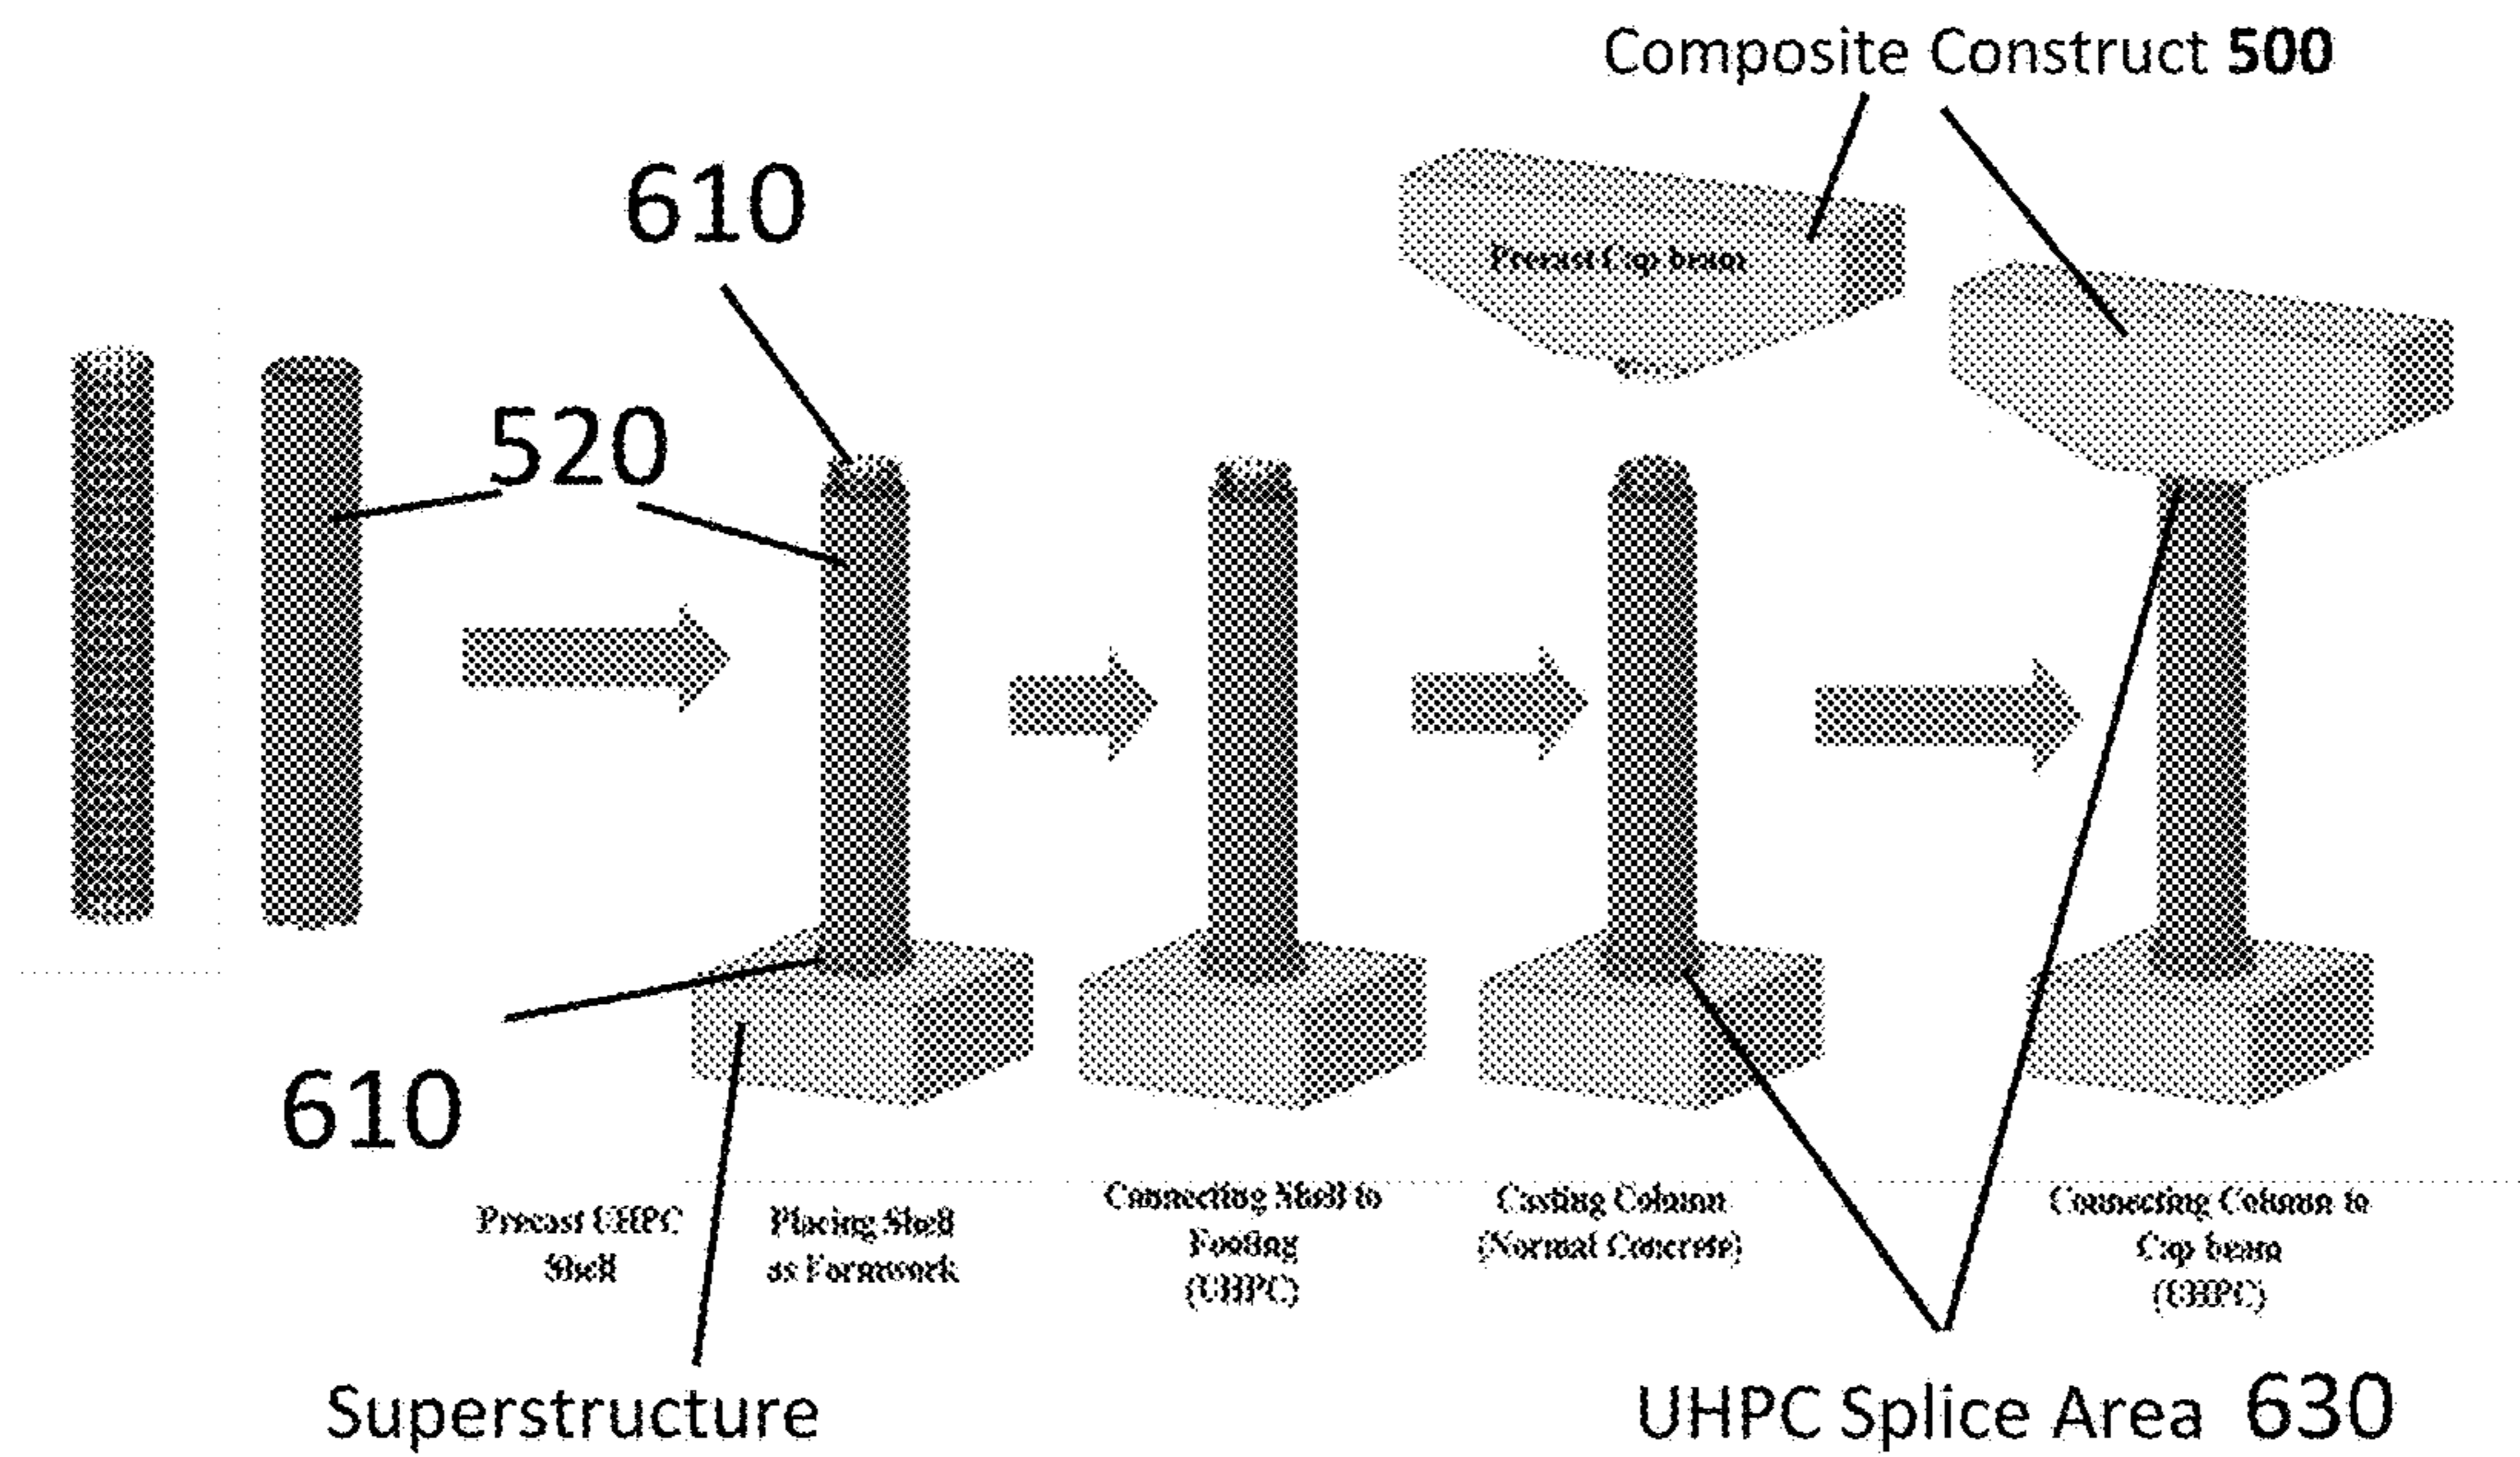 Composite Construct 500
610
Precast Cap beam
520
610
Precast UHPC
Shell
Placing Shell
as Formwork
Connecting Shell to
Footing
(UHPC)
Casting Column
(Normal Concrete)
Connecting Column to
Cap beam
(UHPC)
Superstructure
UHPC Splice Area 630